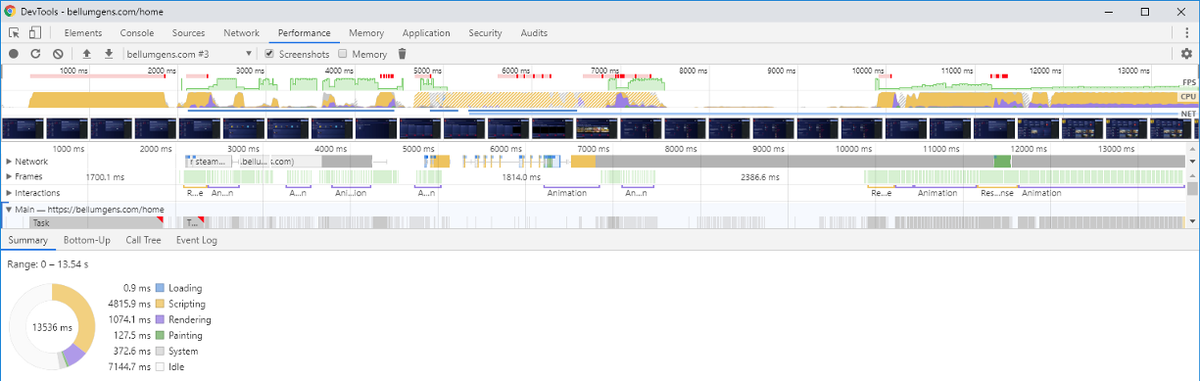 DevTools - bellumgens.com/home
Elements Console Sources Network Performance Memory Application Security Audits
bellumgens.com #3 Screenshots Memory
1000 ms 2000 ms 3000 ms 4000 ms 5000 ms 6000 ms 7000 ms 8000 ms 9000 ms 10000 ms 11000 ms 12000 ms 13000 ms
FPS
CPU
NET
1000 ms 2000 ms 3000 ms 4000 ms 5000 ms 6000 ms 7000 ms 8000 ms 9000 ms 10000 ms 11000 ms 12000 ms 13000 ms
Network steam... .com)
Frames 1700.1 ms 1814.0 ms 2386.6 ms
Interactions R...e An...n A...n Ani...lon A...n Animation An...n Re...e Animation Res...nse Animation
Main — https://bellumgens.com/home
Task T...
Summary Bottom-Up Call Tree Event Log
Range: 0 – 13.54 s
0.9 ms Loading
4815.9 ms Scripting
13536 ms 1074.1 ms Rendering
127.5 ms Painting
372.6 ms System
7144.7 ms Idle